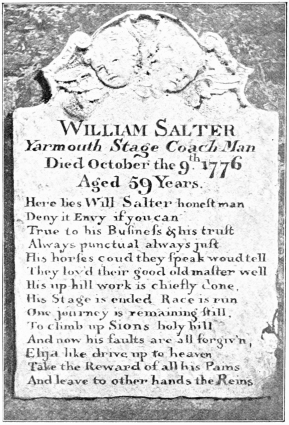 WILLIAM SALTER
Yarmouth Stage Coach Man
Died October the 9th. 1776
Aged 59 Years.
Here lies Will Salter honest man
Deny it Envy if you can
True to his Buſineſs & his trust
Always punctual always just
His horses coud they speak woud tell
They lov'd their good old maſter well
His up hill work is chiefly done,
His Stage is ended Race is run
One journey is remaining still,
To climb up Sions holy hill
And now his faults are all forgiv'n,
Elija like drive up to heaven
Take the Reward of all his Pains
And leave to other hands the Reins